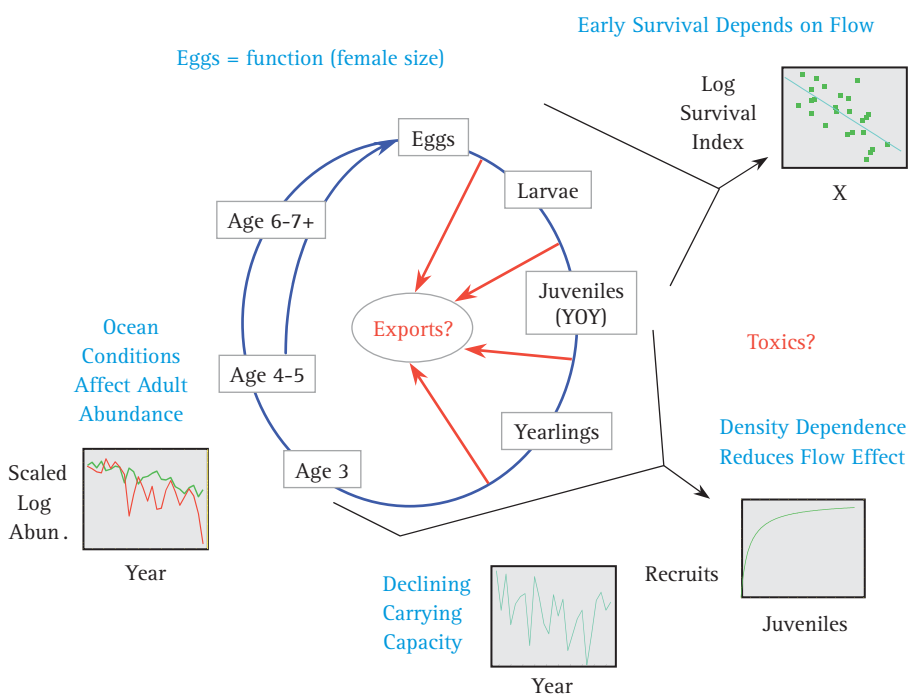 Early Survival Depends on Flow
Eggs = function (female size)
Log
Survival
Index
X
Eggs
Larvae
Age 6-7+
Juveniles
(YOY)
Exports?
Toxics?
Ocean
Conditions
Affect Adult
Abundance
Age 4-5
Yearlings
Density Dependence
Reduces Flow Effect
Age 3
Scaled
Log
Abun.
Year
Recruits
Juveniles
Declining
Carrying
Capacity
Year